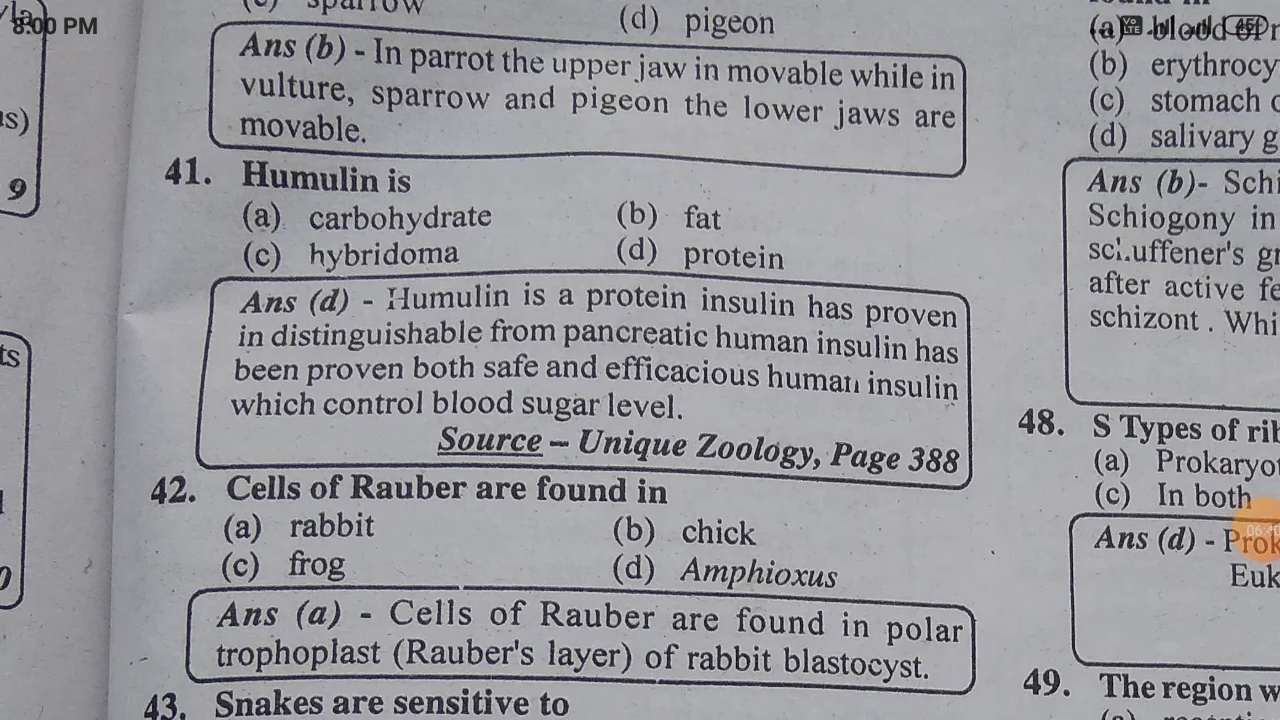 8:00 PM
(d) pigeon
Ans (b) - In parrot the upper jaw in movable while in
vulture, sparrow and pigeon the lower jaws are
movable.
41. Humulin is
(a) carbohydrate (b) fat
(c) hybridoma (d) protein
Ans (d) - Humulin is a protein insulin has proven
in distinguishable from pancreatic human insulin has
been proven both safe and efficacious human insulin
which control blood sugar level.
Source – Unique Zoology, Page 388
42. Cells of Rauber are found in
(a) rabbit (b) chick
(c) frog (d) Amphioxus
Ans (a) - Cells of Rauber are found in polar
trophoplast (Rauber's layer) of rabbit blastocyst.
43. Snakes are sensitive to
9
(a) blood
(b) erythrocy
(c) stomach
(d) salivary g
Ans (b)- Schi
Schiogony in
after active fe
schizont . Whi
48. S Types of rib
(a) Prokaryot
(c) In both
Ans (d) - Prok
Euk
49. The region w